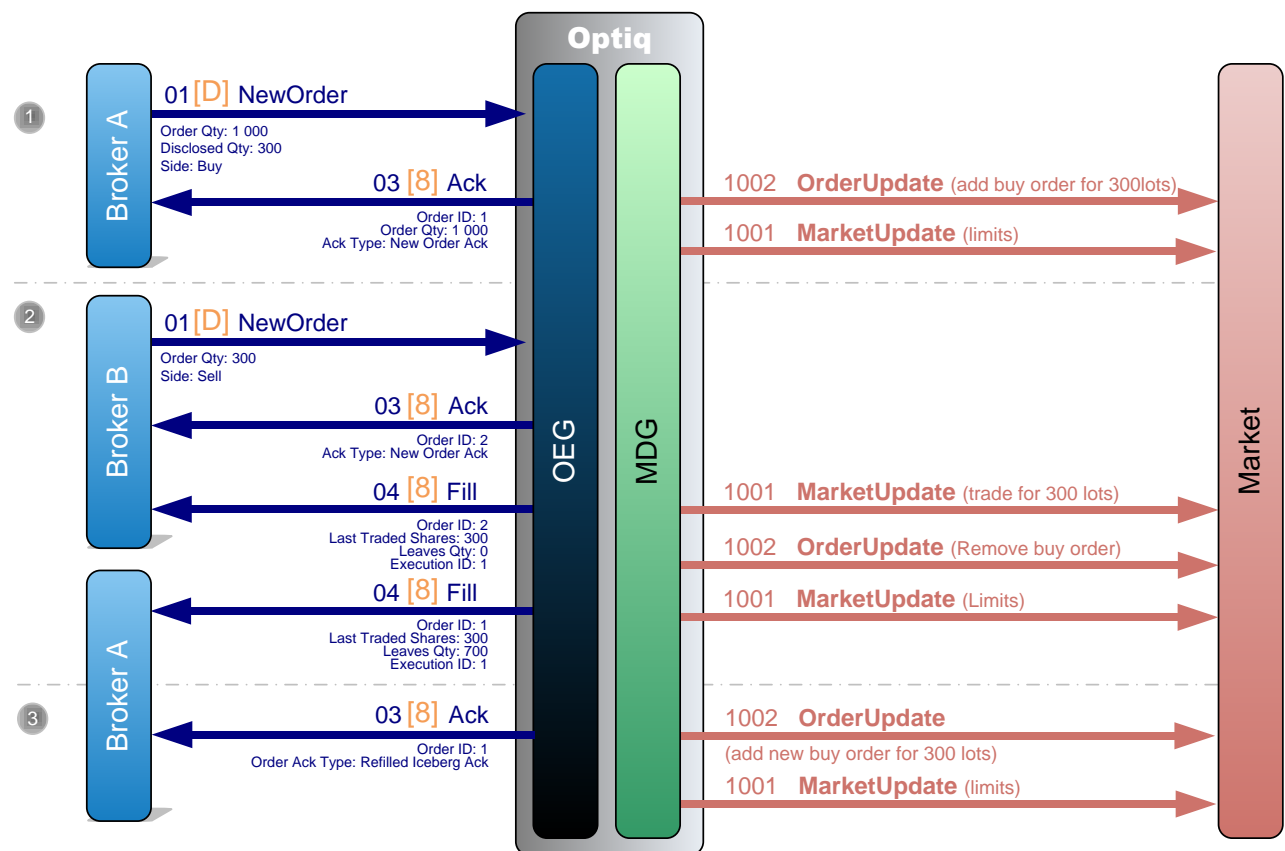 Optiq
1
Broker A
01 [D] NewOrder
Order Qty: 1 000
Disclosed Qty: 300
Side: Buy
03 [8] Ack
Order ID: 1
Order Qty: 1 000
Ack Type: New Order Ack
1002 OrderUpdate (add buy order for 300lots)
1001 MarketUpdate (limits)
2
Broker B
01 [D] NewOrder
Order Qty: 300
Side: Sell
03 [8] Ack
Order ID: 2
Ack Type: New Order Ack
OEG
MDG
Market
04 [8] Fill
Order ID: 2
Last Traded Shares: 300
Leaves Qty: 0
Execution ID: 1
1001 MarketUpdate (trade for 300 lots)
1002 OrderUpdate (Remove buy order)
Broker A
04 [8] Fill
Order ID: 1
Last Traded Shares: 300
Leaves Qty: 700
Execution ID: 1
1001 MarketUpdate (Limits)
3
03 [8] Ack
Order ID: 1
Order Ack Type: Refilled Iceberg Ack
1002 OrderUpdate
(add new buy order for 300 lots)
1001 MarketUpdate (limits)